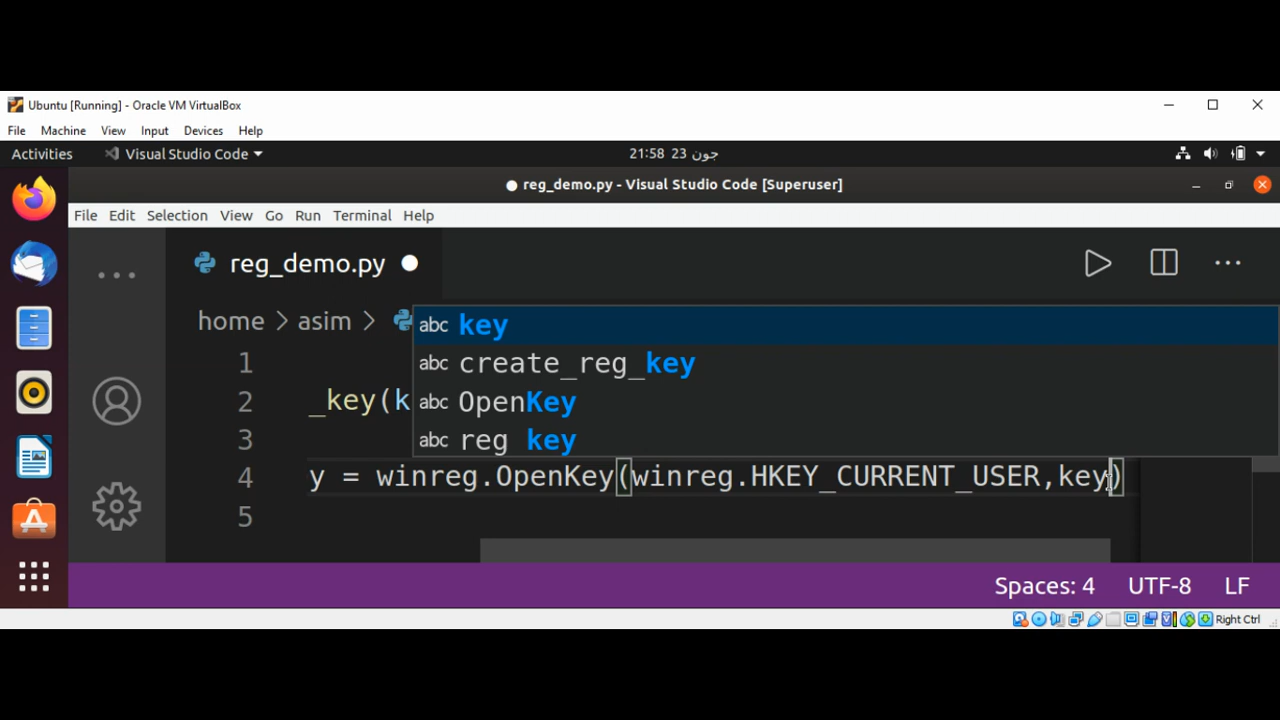 Ubuntu [Running] - Oracle VM VirtualBox
File Machine View Input Devices Help
Activities Visual Studio Code 21:58 23 جون
reg_demo.py - Visual Studio Code [Superuser]
File Edit Selection View Go Run Terminal Help
reg_demo.py
home > asim >
abc key
abc create_reg_key
abc OpenKey
abc reg key
1
2 _key(k
3
4 y = winreg.OpenKey(winreg.HKEY_CURRENT_USER,key)
5
Spaces: 4 UTF-8 LF
Right Ctrl